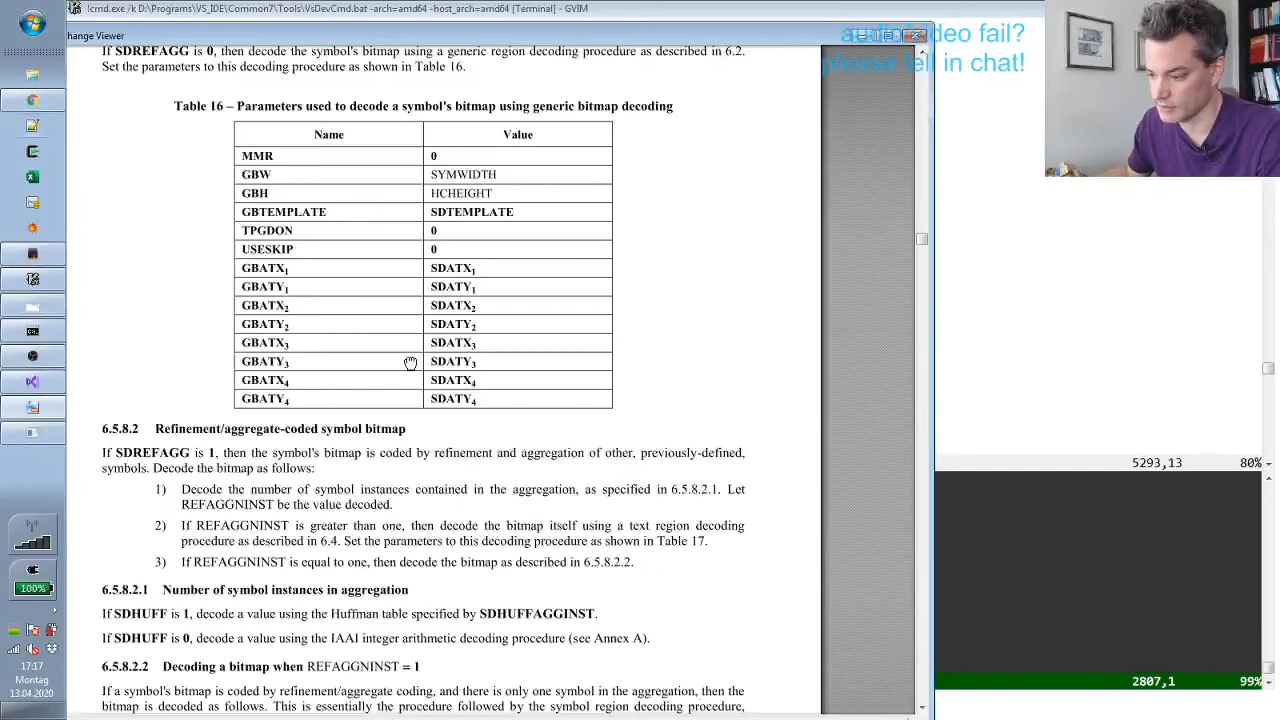 !cmd.exe /k D:\Programs\VS_IDE\Common7\Tools\VsDevCmd.bat -arch=amd64 -host_arch=amd64 [Terminal] - GVIM
hange Viewer
audio/video fail?
please tell in chat!
If SDREFAGG is 0, then decode the symbol's bitmap using a generic region decoding procedure as described in 6.2.
Set the parameters to this decoding procedure as shown in Table 16.
Table 16 – Parameters used to decode a symbol's bitmap using generic bitmap decoding
Name Value
MMR 0
GBW SYMWIDTH
GBH HCHEIGHT
GBTEMPLATE SDTEMPLATE
TPGDON 0
USESKIP 0
GBATX1 SDATX1
GBATY1 SDATY1
GBATX2 SDATX2
GBATY2 SDATY2
GBATX3 SDATX3
GBATY3 SDATY3
GBATX4 SDATX4
GBATY4 SDATY4
6.5.8.2 Refinement/aggregate-coded symbol bitmap
If SDREFAGG is 1, then the symbol's bitmap is coded by refinement and aggregation of other, previously-defined,
symbols. Decode the bitmap as follows:
1) Decode the number of symbol instances contained in the aggregation, as specified in 6.5.8.2.1. Let
REFAGGNINST be the value decoded.
2) If REFAGGNINST is greater than one, then decode the bitmap itself using a text region decoding
procedure as described in 6.4. Set the parameters to this decoding procedure as shown in Table 17.
3) If REFAGGNINST is equal to one, then decode the bitmap as described in 6.5.8.2.2.
6.5.8.2.1 Number of symbol instances in aggregation
If SDHUFF is 1, decode a value using the Huffman table specified by SDHUFFAGGINST.
If SDHUFF is 0, decode a value using the IAAI integer arithmetic decoding procedure (see Annex A).
6.5.8.2.2 Decoding a bitmap when REFAGGNINST = 1
If a symbol's bitmap is coded by refinement/aggregate coding, and there is only one symbol in the aggregation, then the
bitmap is decoded as follows. This is essentially the procedure followed by the symbol region decoding procedure,
5293,13 80%
2807,1 99%
100%
17:17
Montag
13.04.2020